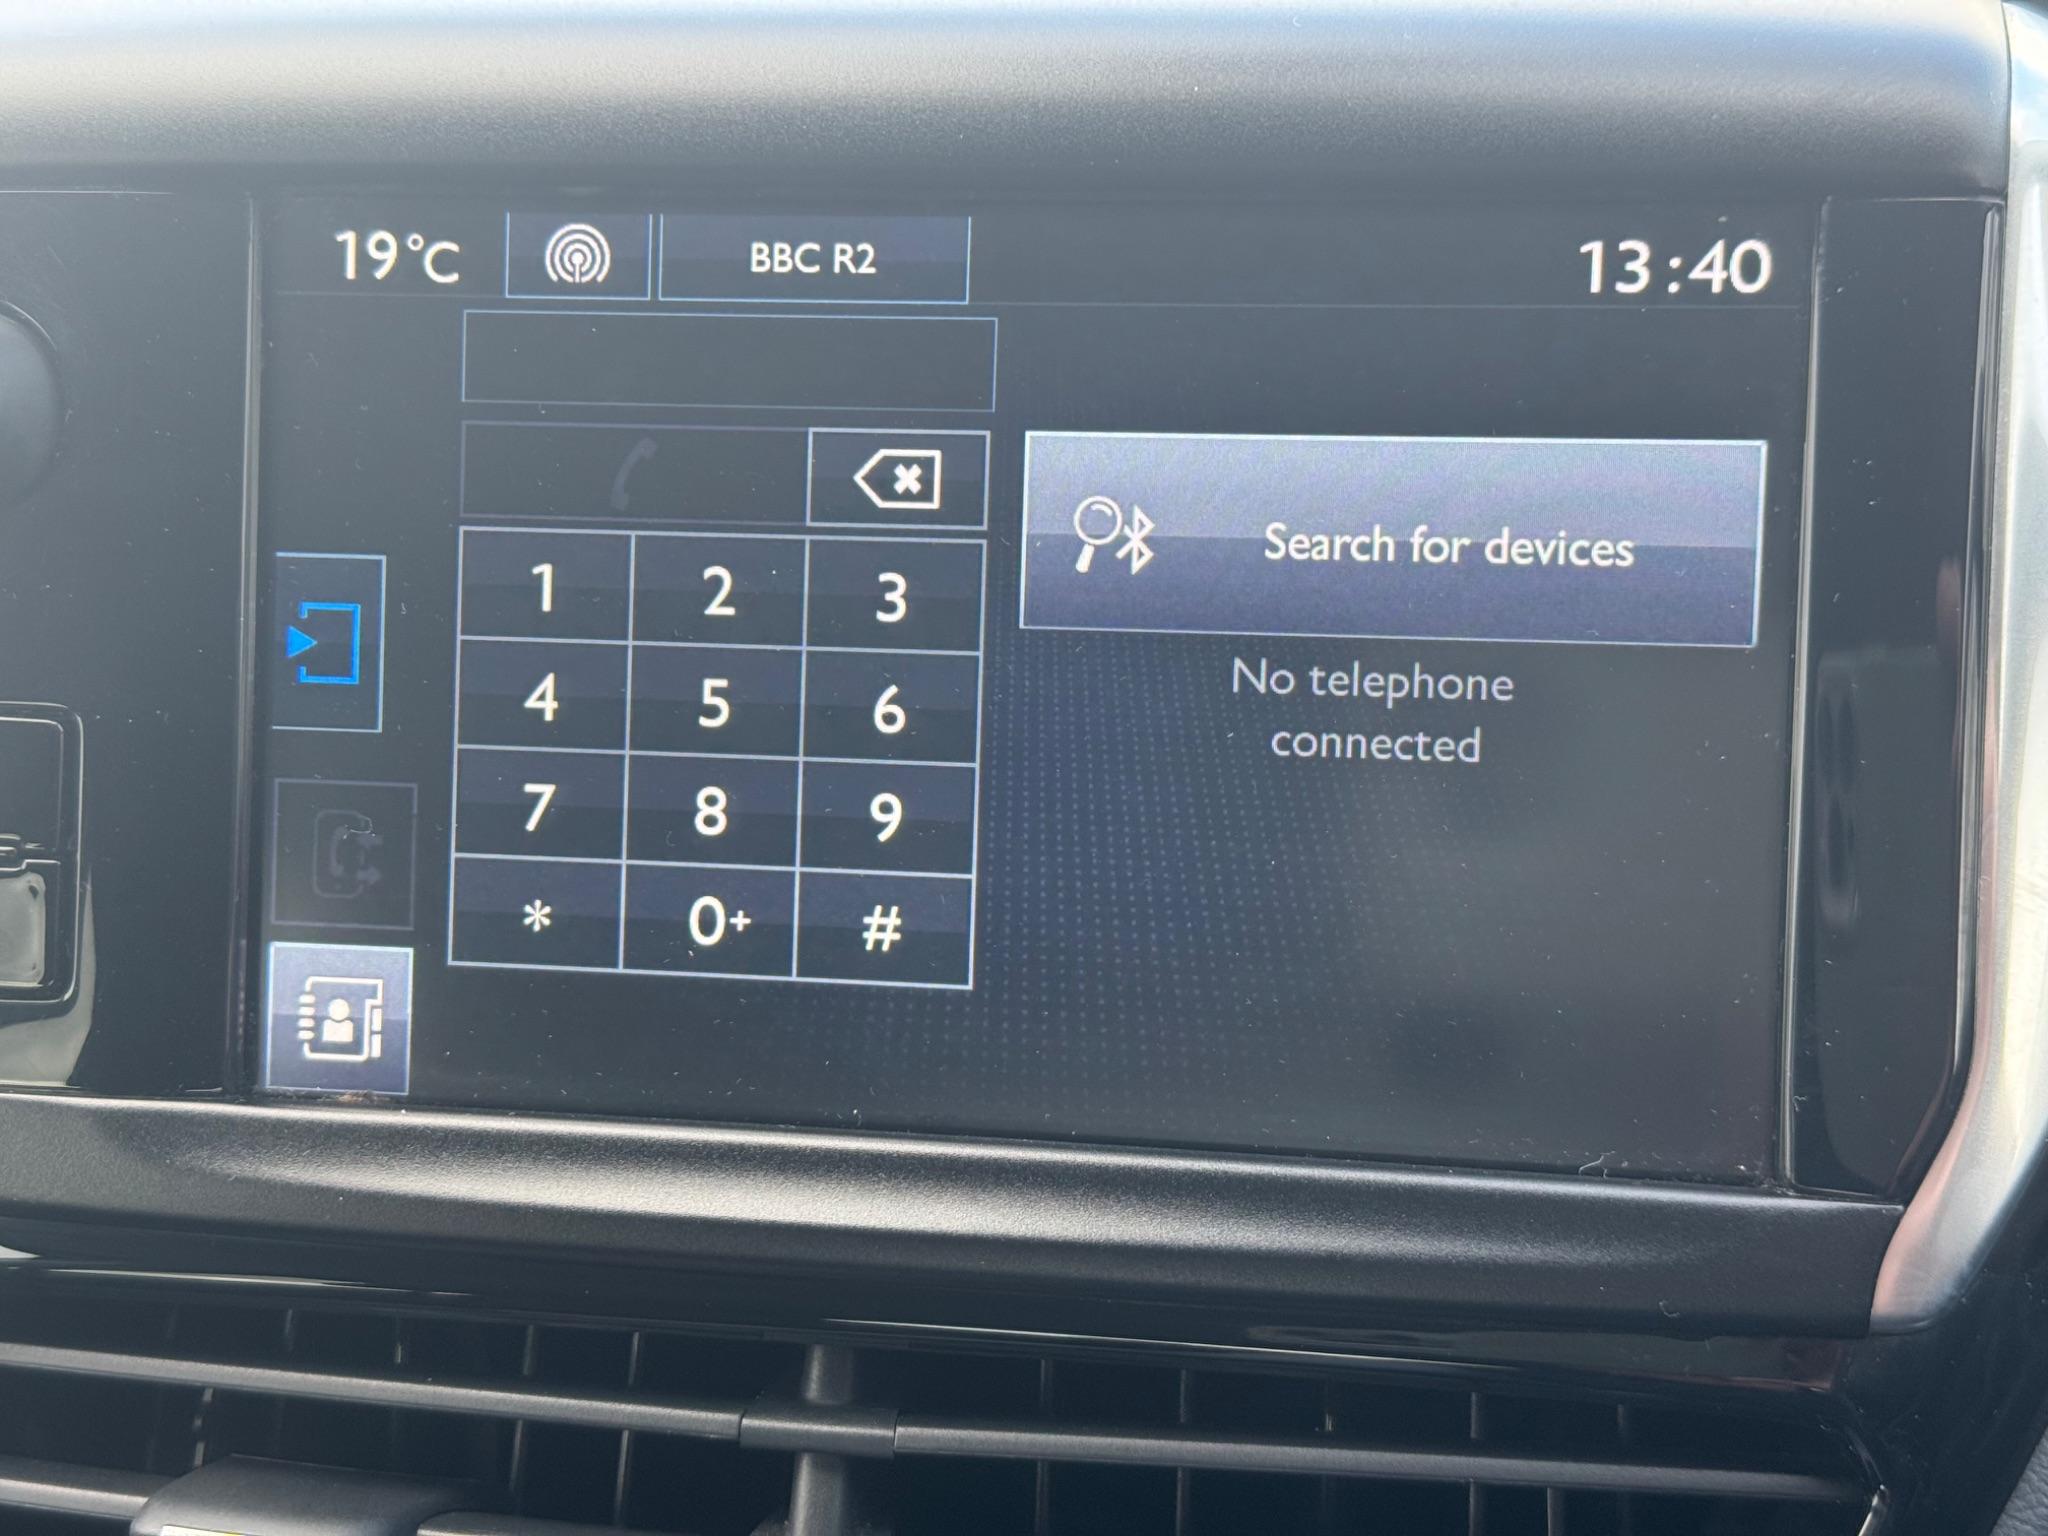 19°C
BBC R2
13:40
Search for devices
No telephone
connected
1 2 3
4 5 6
7 8 9
* 0+ #